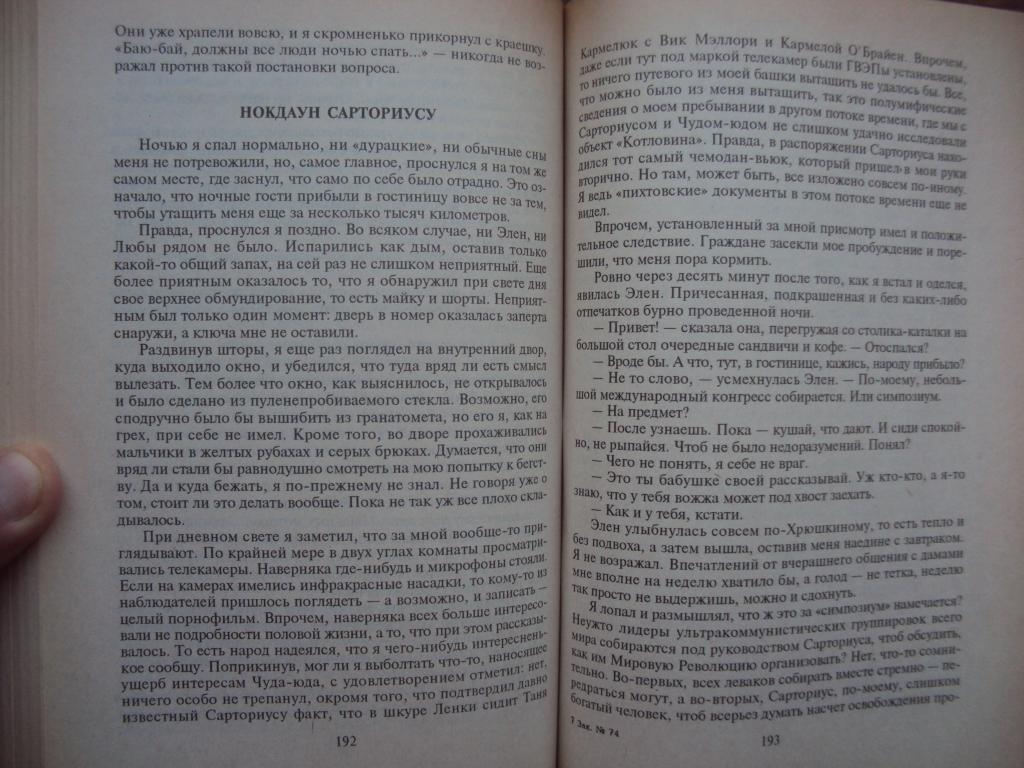 Они уже храпели вовсю, и я скромненько прикорнул с краешку.
«Баю-бай, должны все люди ночью спать...» — никогда не воз-
ражал против такой постановки вопроса.
НОКДАУН САРТОРИУСУ
Ночью я спал нормально, ни «дурацкие», ни обычные сны
меня не потревожили, но, самое главное, проснулся я на том же
самом месте, где заснул, что само по себе было отрадно. Это оз-
начало, что ночные гости прибыли в гостиницу вовсе не за тем,
чтобы утащить меня еще за несколько тысяч километров.
Правда, проснулся я поздно. Во всяком случае, ни Элен, ни
Любы рядом не было. Испарились как дым, оставив только
какой-то общий запах, на сей раз не слишком неприятный. Еще
более приятным оказалось то, что я обнаружил при свете дня
свое верхнее обмундирование, то есть майку и шорты. Неприят-
ным был только один момент: дверь в номер оказалась заперта
снаружи, а ключа мне не оставили.
Раздвинув шторы, я еще раз поглядел на внутренний двор,
куда выходило окно, и убедился, что туда вряд ли есть смысл
вылезать. Тем более что окно, как выяснилось, не открывалось
и было сделано из пуленепробиваемого стекла. Возможно, его
сподручно было бы вышибить из гранатомета, но его я, как на
грех, при себе не имел. Кроме того, во дворе прохаживались
мальчики в желтых рубахах и серых брюках. Думается, что они
вряд ли стали бы равнодушно смотреть на мою попытку к бегст-
ву. Да и куда бежать, я по-прежнему не знал. Не говоря уже о
том, стоит ли это делать вообще. Пока не так уж все плохо скла-
дывалось.
При дневном свете я заметил, что за мной вообще-то при-
глядывают. По крайней мере в двух углах комнаты просматри-
вались телекамеры. Наверняка где-нибудь и микрофоны стояли.
Если на камерах имелись инфракрасные насадки, то кому-то из
наблюдателей пришлось поглядеть — а возможно, и записать —
целый порнофильм. Впрочем, наверняка всех больше интересо-
вали не подробности половой жизни, а то, что при этом рассказы-
валось. То есть народ надеялся, что я чего-нибудь интереснень-
кое сообщу. Поприкинув, мог ли я выболтать что-то, наносящее
ущерб интересам Чуда-юда, с удовлетворением отметил: нет,
ничего особо не трепанул, окромя того, что подтвердил давно
известный Сарториусу факт, что в шкуре Ленки сидит Таня
192
Кармелюк с Вик Мэллори и Кармелой О'Брайен. Впрочем,
даже если тут под маркой телекамер были ГВЭПы установлены,
то ничего путевого из моей башки вытащить не удалось бы. Все,
что можно было из меня вытащить, так это полумифические
сведения о моем пребывании в другом потоке времени, где мы с
Сарториусом и Чудом-юдом не слишком удачно исследовали
объект «Котловина». Правда, в распоряжении Сарториуса нахо-
дился тот самый чемодан-вьюк, который пришел в мои руки
вторично. Но там, может быть, все изложено совсем по-иному.
Я ведь «пихтовские» документы в этом потоке времени еще не
видел.
Впрочем, установленный за мной присмотр имел и положи-
тельное следствие. Граждане засекли мое пробуждение и поре-
шили, что меня пора кормить.
Ровно через десять минут после того, как я встал и оделся,
явилась Элен. Причесанная, подкрашенная и без каких-либо
отпечатков бурно проведенной ночи.
— Привет! — сказала она, перегружая со столика-каталки на
большой стол очередные сандвичи и кофе. — Отоспался?
— Вроде бы. А что, тут, в гостинице, кажись, народу прибыло?
— Не то слово, — усмехнулась Элен. — По-моему, неболь-
шой международный конгресс собирается. Или симпозиум.
— На предмет?
— После узнаешь. Пока — кушай, что дают. И сиди спокой-
но, не рыпайся. Чтоб не было недоразумений. Понял?
— Чего не понять, я себе не враг.
— Это ты бабушке своей рассказывай. Уж кто-кто, а я-то
знаю, что у тебя вожжа может под хвост заехать.
— Как и у тебя, кстати.
Элен улыбнулась совсем по-Хрюшкиному, то есть тепло и
без подвоха, а затем вышла, оставив меня наедине с завтраком.
Я не возражал. Впечатлений от вчерашнего общения с дамами
мне вполне на неделю хватило бы, а голод — не тетка, неделю
так просто не выдержишь, можно и сдохнуть.
Я лопал и размышлял, что ж это за «симпозиум» намечается?
Неужто лидеры ультракоммунистических группировок всего
мира собираются под руководством Сарториуса, чтоб обсудить,
как им Мировую Революцию организовать? Нет, что-то сомни-
тельно. Во-первых, всех леваков собирать вместе стремно — пе-
редраться могут, а во-вторых, Сарториус, по-моему, слишком
богатый человек, чтоб всерьез думать насчет освобождения про-
7 Зак. № 74
193